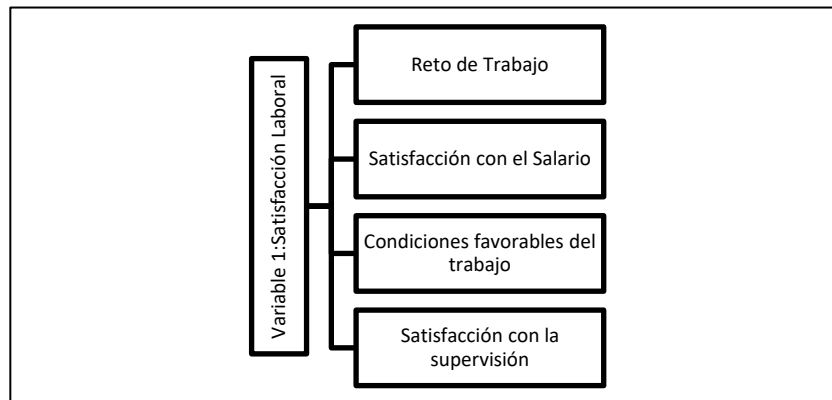 Variable 1:Satisfacción Laboral
Reto de Trabajo
Satisfacción con el Salario
Condiciones favorables del
trabajo
Satisfacción con la
supervisión